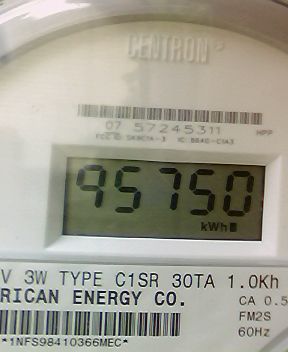 CENTRON
07 57245311 HPP
95750
kWh
V 3W TYPE C1SR 30TA 1.0Kh
RICAN ENERGY CO.
CA 0.5
FM2S
60Hz
*1NFS98410366MEC*